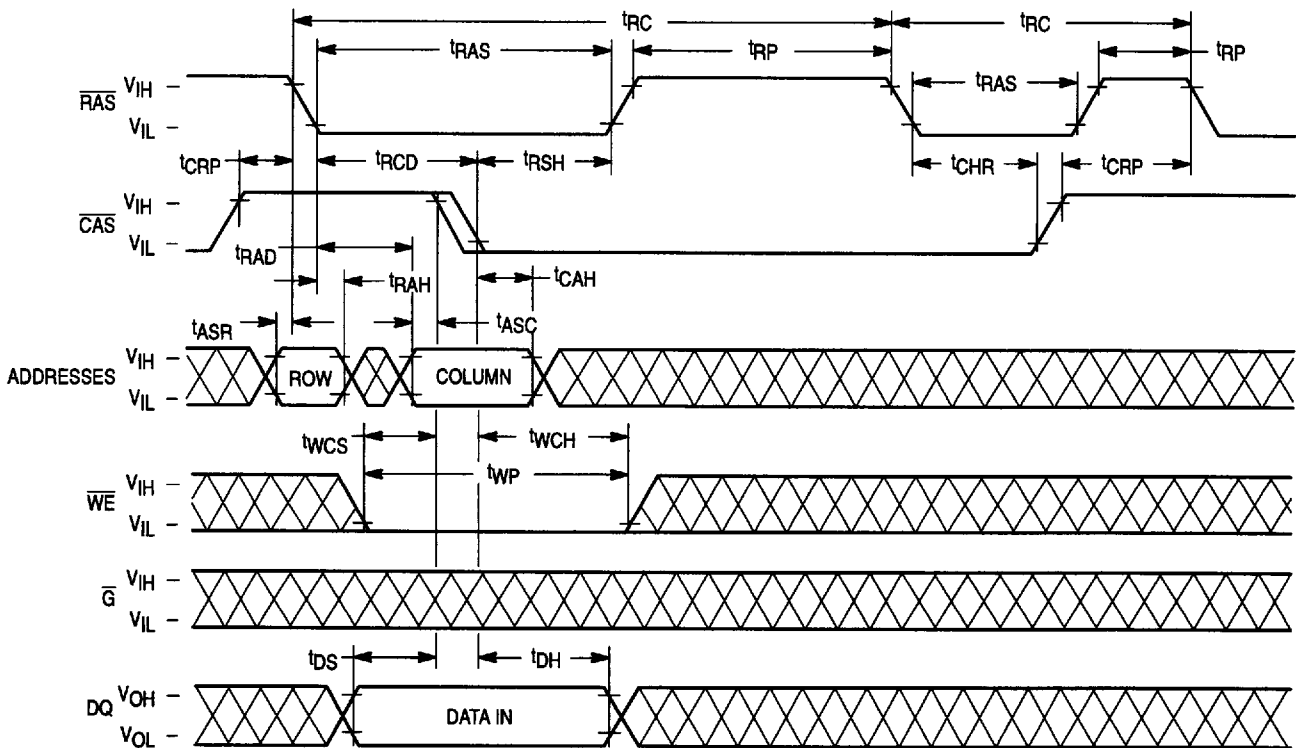 tRC tRC
tRAS tRP tRP
RAS VIH tRAS
VIL
tCRP tRCD tRSH tCHR tCRP
CAS VIH
VIL
tRAD
tRAH tCAH
tASR tASC
ADDRESSES VIH ROW COLUMN
VIL
tWCS tWCH
tWP
WE VIH
VIL
G VIH
VIL
tDS tDH
DQ VOH DATA IN
VOL